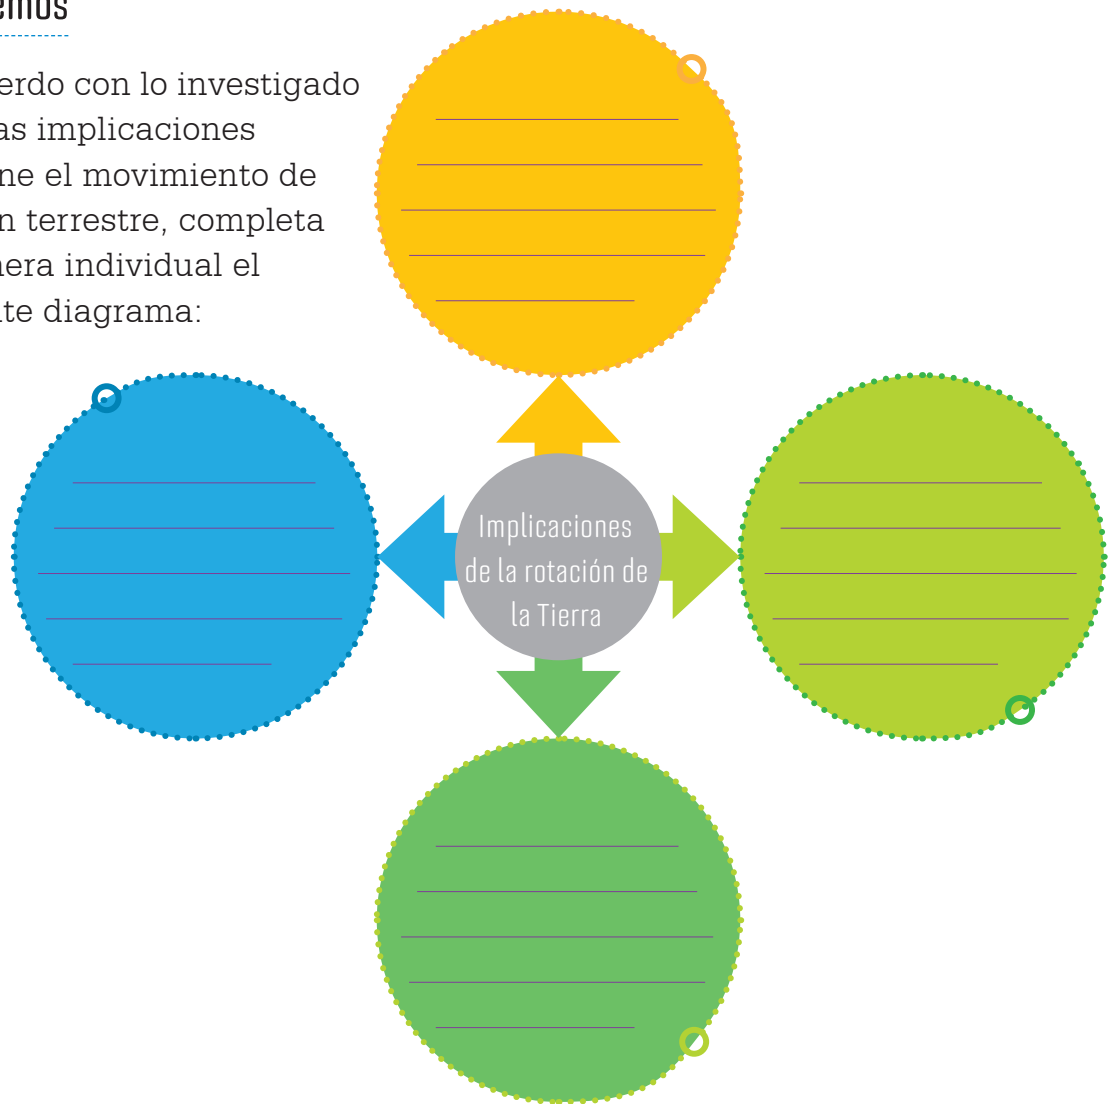 emos
erdo con lo investigado
as implicaciones
ne el movimiento de
n terrestre, completa
nera individual el
te diagrama:
Implicaciones
de la rotación de
la Tierra